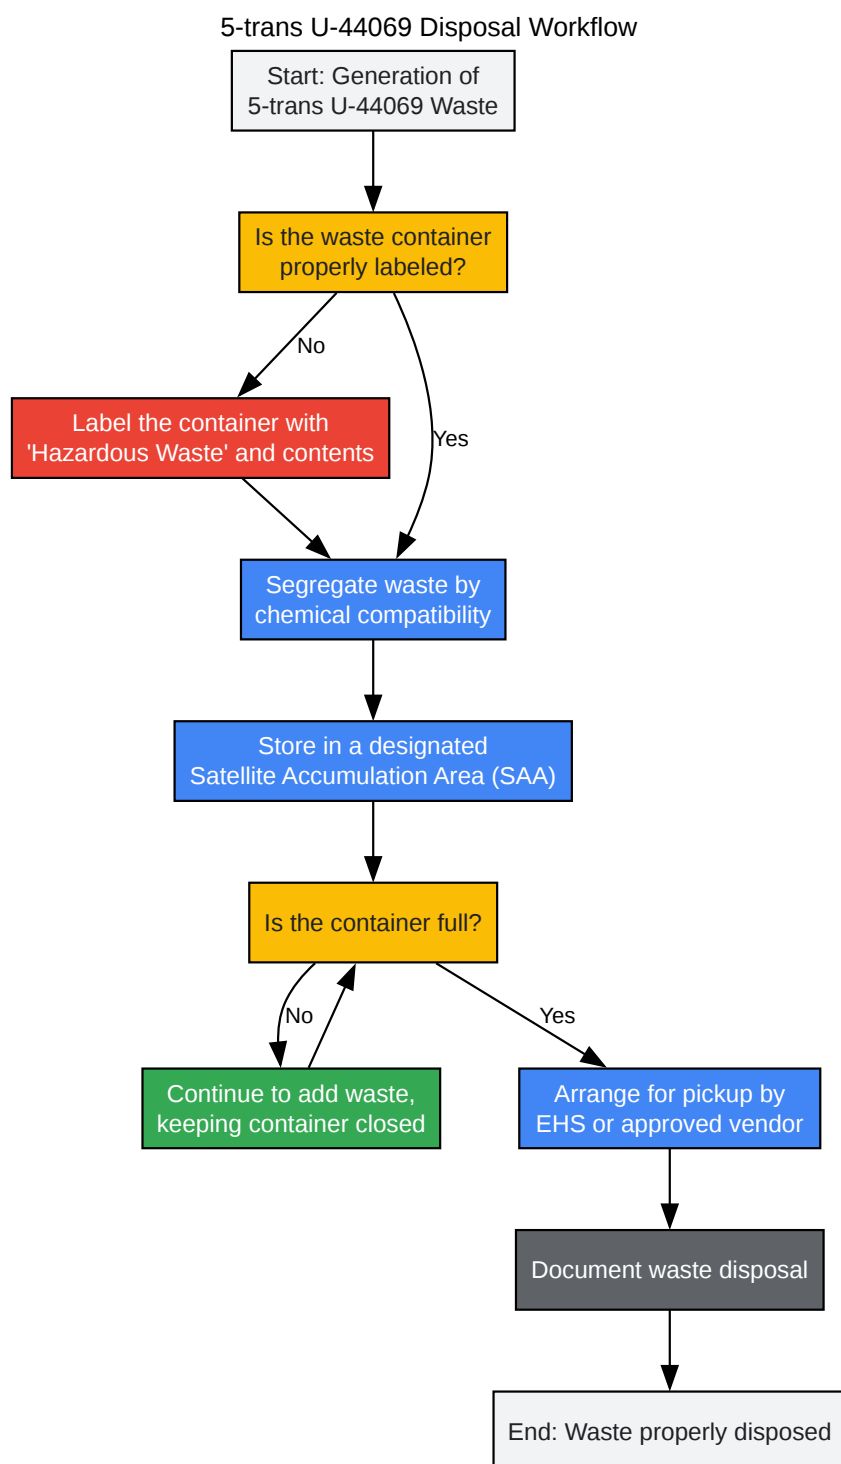 5-trans U-44069 Disposal Workflow
Start: Generation of
5-trans U-44069 Waste
Is the waste container
properly labeled?
No
Yes
Label the container with
'Hazardous Waste' and contents
Segregate waste by
chemical compatibility
Store in a designated
Satellite Accumulation Area (SAA)
Is the container full?
No
Yes
Continue to add waste,
keeping container closed
Arrange for pickup by
EHS or approved vendor
Document waste disposal
End: Waste properly disposed